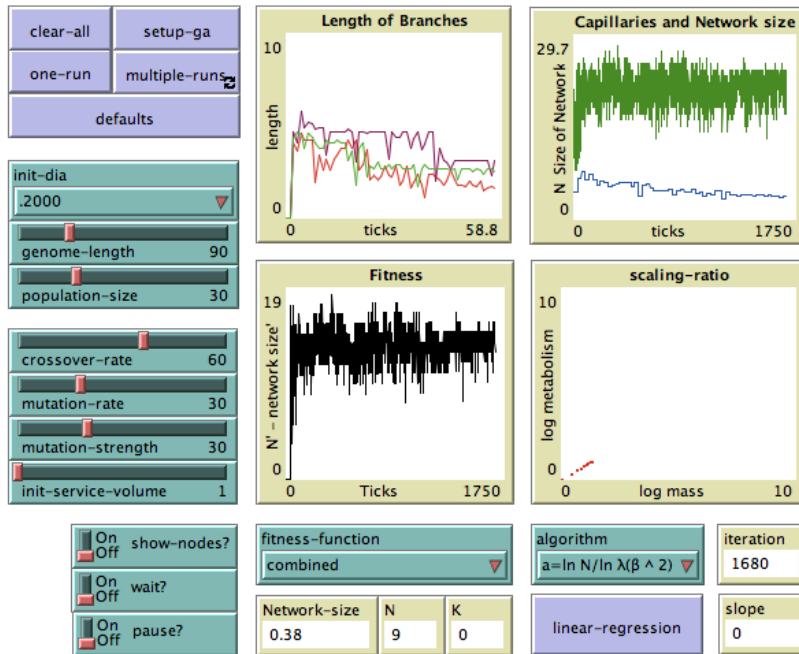 clear-all
setup-ga
one-run
multiple-runs
defaults
init-dia
.2000
genome-length 90
population-size 30
crossover-rate 60
mutation-rate 30
mutation-strength 30
init-service-volume 1
On
Off
show-nodes?
On
Off
wait?
On
Off
pause?
Length of Branches
10
length
0
0
ticks
58.8
Capillaries and Network size
29.7
N Size of Network
0
0
ticks
1750
Fitness
19
N' - network size'
0
0
Ticks
1750
scaling-ratio
10
log metabolism
0
0
log mass
10
fitness-function
combined
algorithm
a=ln N/ln λ(β ^ 2)
iteration
1680
Network-size
0.38
N
9
K
0
linear-regression
slope
0